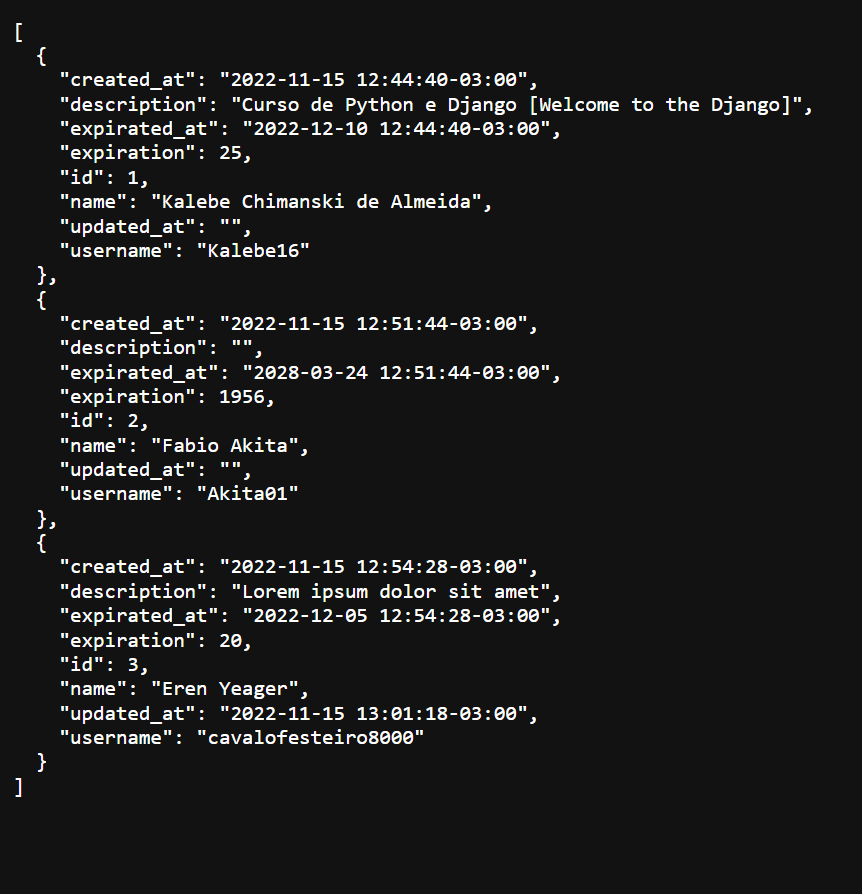 [
  {
    "created_at": "2022-11-15 12:44:40-03:00",
    "description": "Curso de Python e Django [Welcome to the Django]",
    "expirated_at": "2022-12-10 12:44:40-03:00",
    "expiration": 25,
    "id": 1,
    "name": "Kalebe Chimanski de Almeida",
    "updated_at": "",
    "username": "Kalebe16"
  },
  {
    "created_at": "2022-11-15 12:51:44-03:00",
    "description": "",
    "expirated_at": "2028-03-24 12:51:44-03:00",
    "expiration": 1956,
    "id": 2,
    "name": "Fabio Akita",
    "updated_at": "",
    "username": "Akita01"
  },
  {
    "created_at": "2022-11-15 12:54:28-03:00",
    "description": "Lorem ipsum dolor sit amet",
    "expirated_at": "2022-12-05 12:54:28-03:00",
    "expiration": 20,
    "id": 3,
    "name": "Eren Yeager",
    "updated_at": "2022-11-15 13:01:18-03:00",
    "username": "cavalofesteiro8000"
  }
]